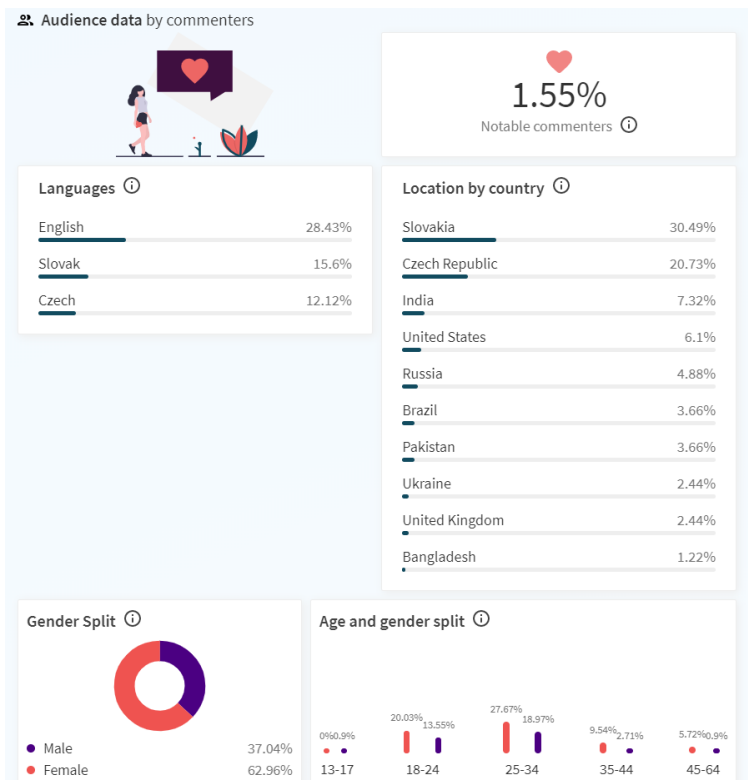 Audience data by commenters
1.55%
Notable commenters
Languages
English 28.43%
Slovak 15.6%
Czech 12.12%
Location by country
Slovakia 30.49%
Czech Republic 20.73%
India 7.32%
United States 6.1%
Russia 4.88%
Brazil 3.66%
Pakistan 3.66%
Ukraine 2.44%
United Kingdom 2.44%
Bangladesh 1.22%
Gender Split
Male 37.04%
Female 62.96%
Age and gender split
0% 0.9% 20.03% 13.55% 27.67% 18.97% 9.54% 2.71% 5.72% 0.9%
13-17 18-24 25-34 35-44 45-64